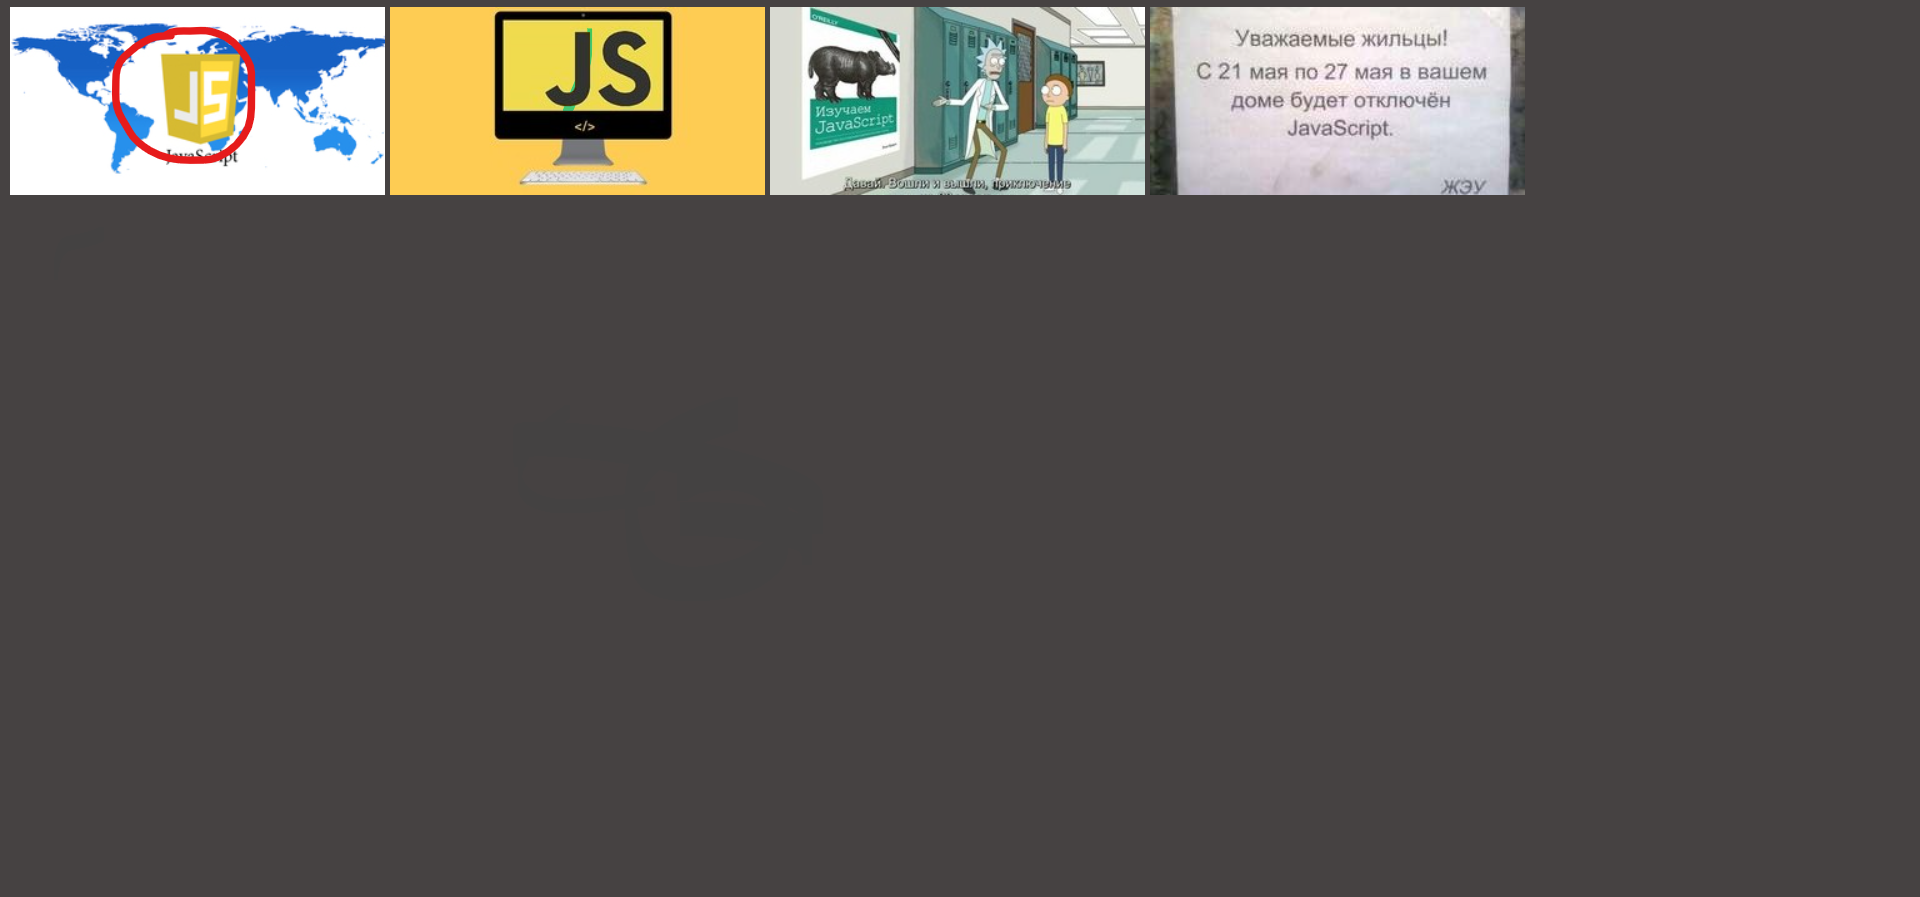 JS
JavaScript
JS
</>
O'REILLY
Изучаем
JavaScript
Давай. Вошли и вышли, приключение
Уважаемые жильцы!
С 21 мая по 27 мая в вашем
доме будет отключён
JavaScript.
ЖЭУ